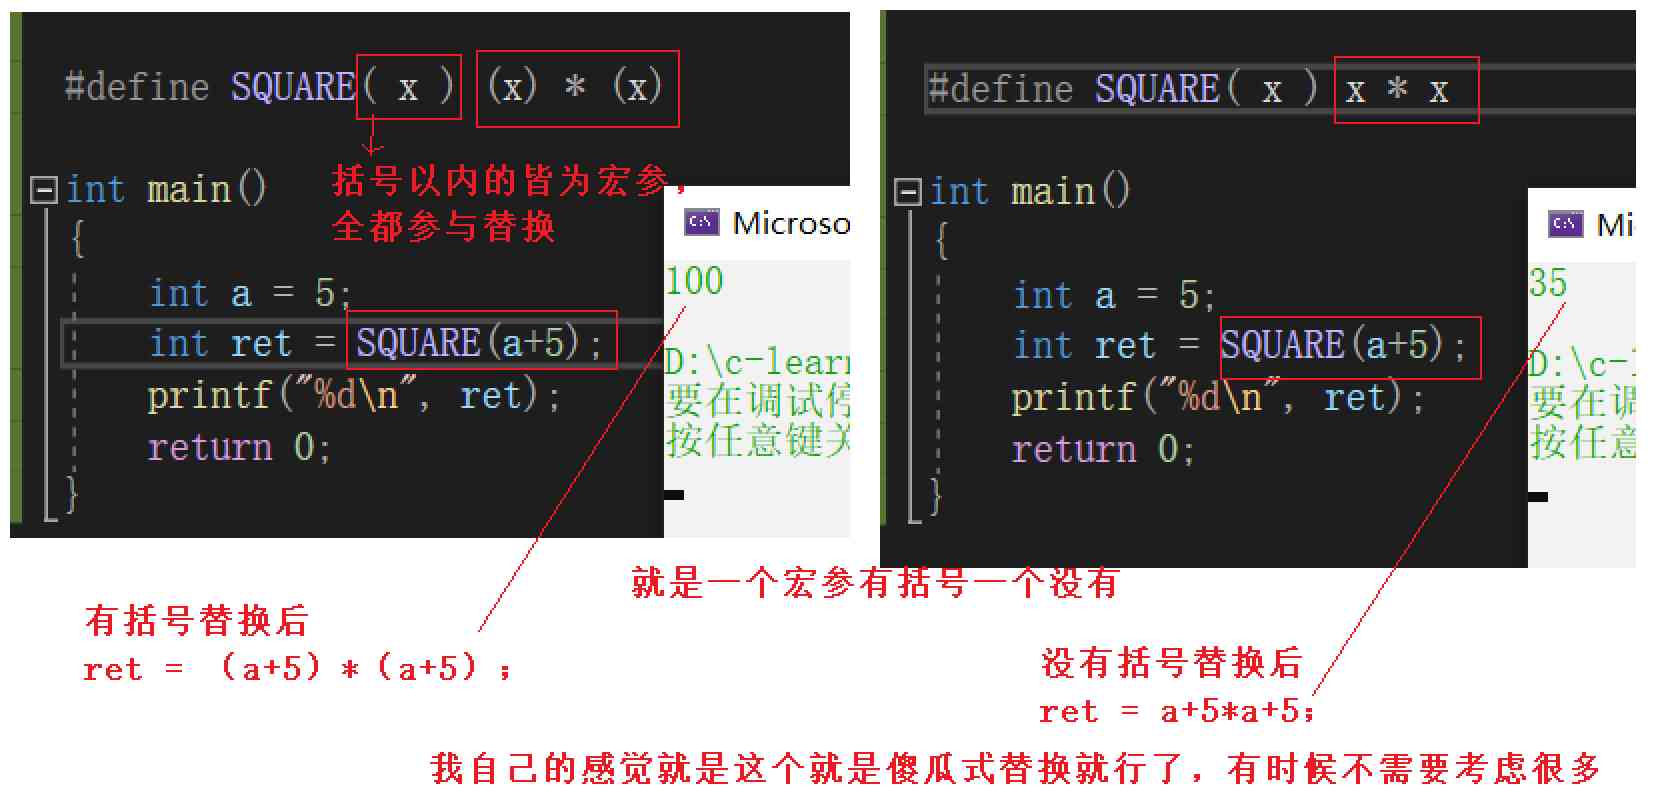 #define SQUARE( x ) (x) * (x)
括号以内的皆为宏参，
全都参与替换
int main()
{
int a = 5;
int ret = SQUARE(a+5);
printf("%d\n", ret);
return 0;
}
Microso
100
D:\c-lear
要在调试停
按任意键关
#define SQUARE( x ) x * x
int main()
{
int a = 5;
int ret = SQUARE(a+5);
printf("%d\n", ret);
return 0;
}
Mi
35
D:\c-
要在调
按任意
就是一个宏参有括号一个没有
有括号替换后
ret = （a+5）*（a+5）；
没有括号替换后
ret = a+5*a+5；
我自己的感觉就是这个就是傻瓜式替换就行了，有时候不需要考虑很多